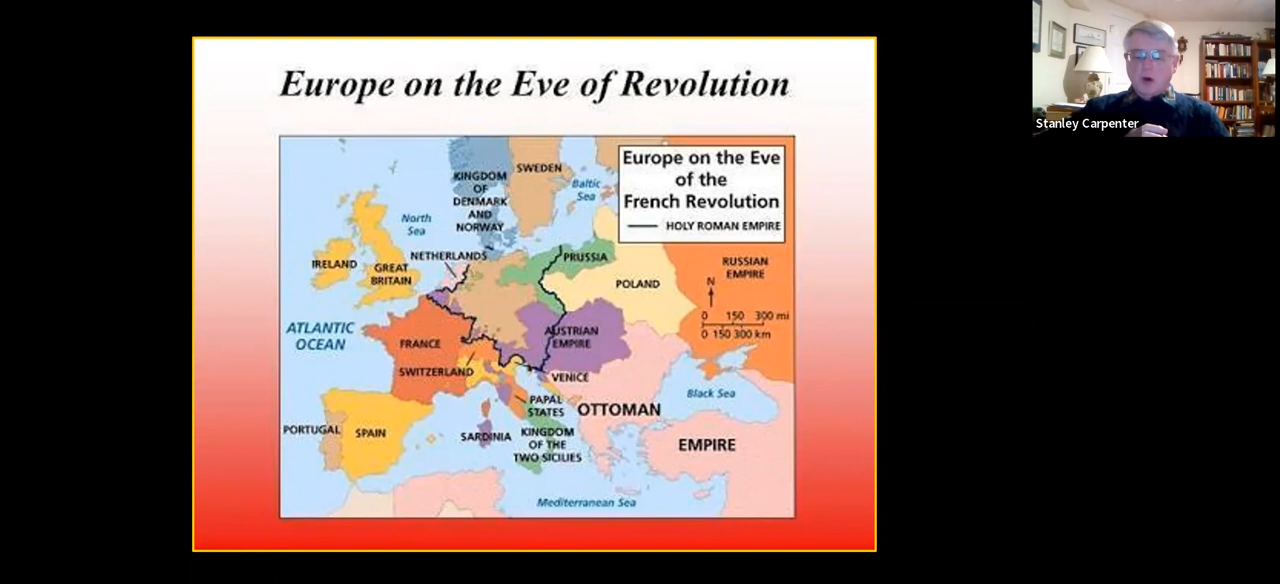 Europe on the Eve of Revolution
Stanley Carpenter
Europe on the Eve
of the
French Revolution
HOLY ROMAN EMPIRE
KINGDOM
OF
DENMARK
AND
NORWAY
SWEDEN
Baltic
Sea
North
Sea
NETHERLANDS
PRUSSIA
IRELAND
GREAT
BRITAIN
POLAND
RUSSIAN
EMPIRE
N
0 150 300 mi
0 150 300 km
ATLANTIC
OCEAN
FRANCE
AUSTRIAN
EMPIRE
SWITZERLAND
VENICE
Black Sea
PAPAL
STATES
OTTOMAN
EMPIRE
PORTUGAL
SPAIN
SARDINIA
KINGDOM
OF THE
TWO SICILIES
Mediterranean Sea